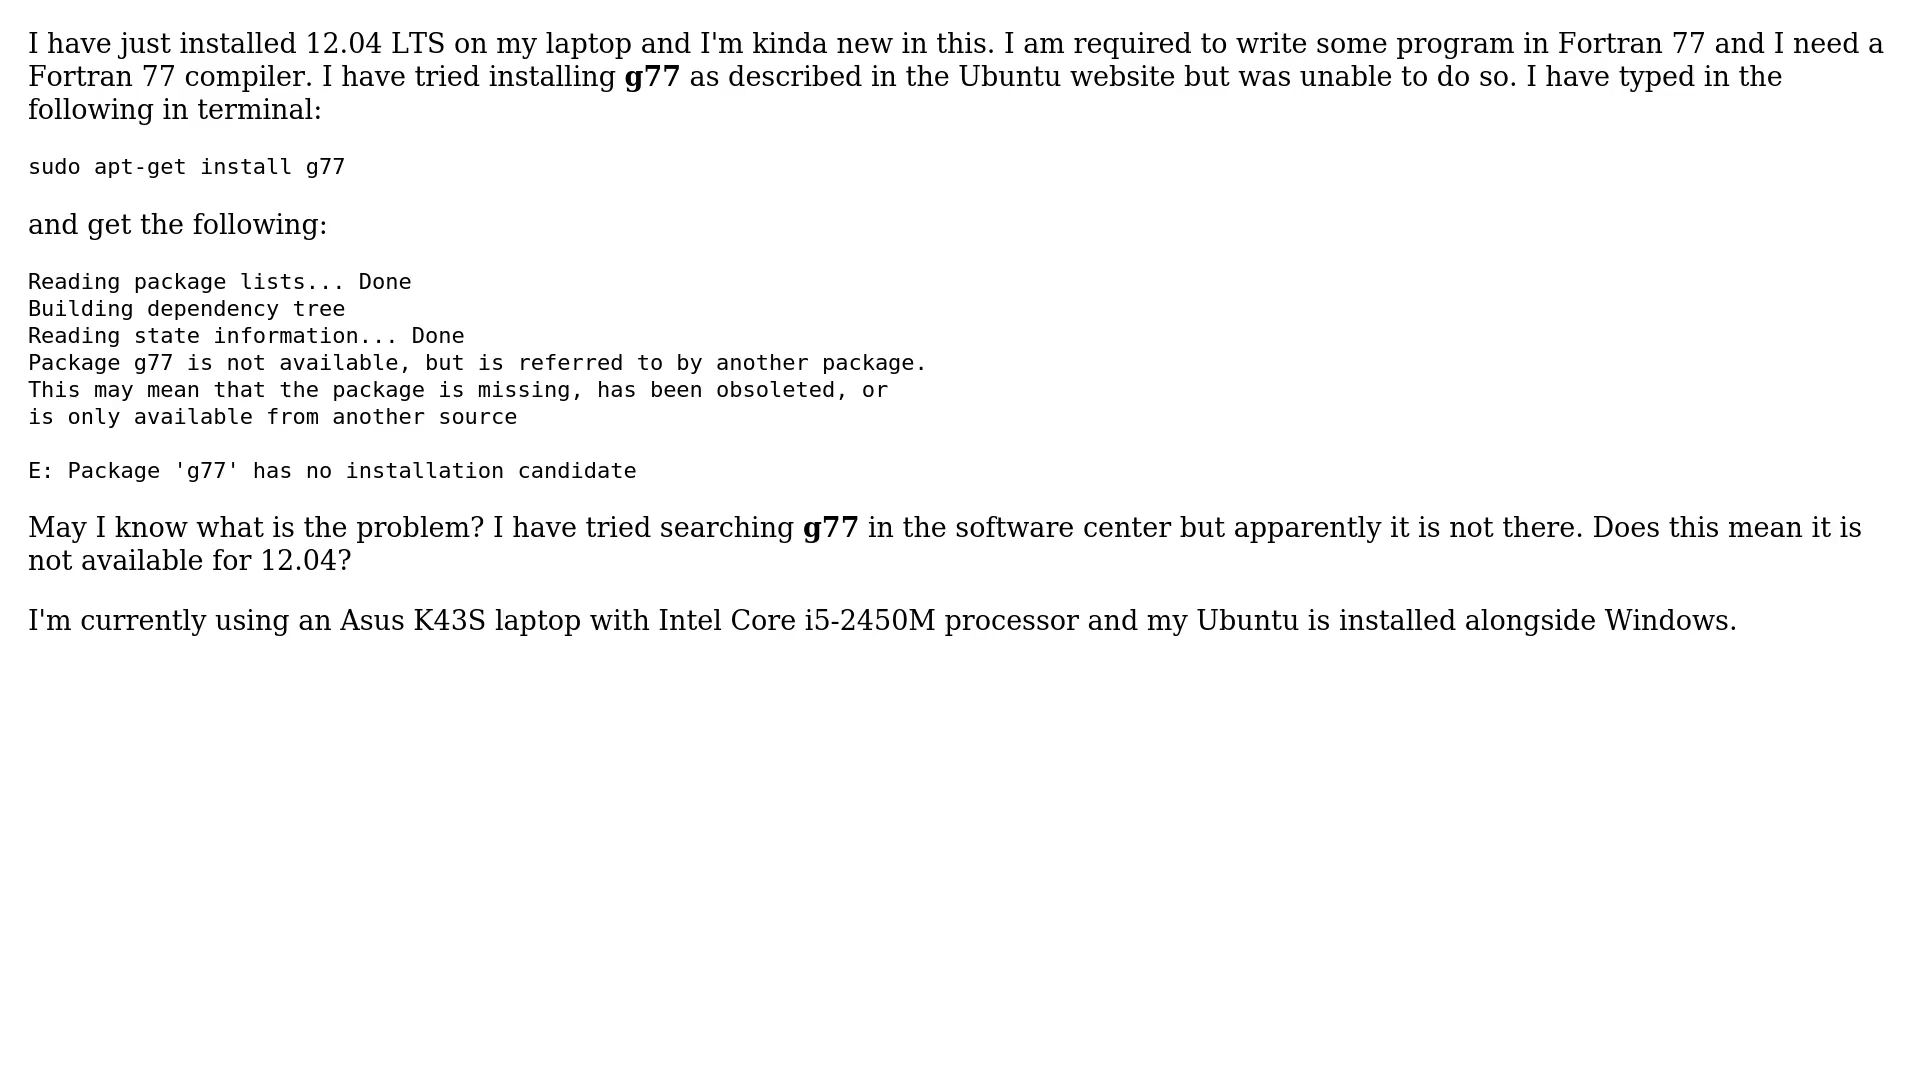 I have just installed 12.04 LTS on my laptop and I'm kinda new in this. I am required to write some program in Fortran 77 and I need a
Fortran 77 compiler. I have tried installing g77 as described in the Ubuntu website but was unable to do so. I have typed in the
following in terminal:
sudo apt-get install g77
and get the following:
Reading package lists... Done
Building dependency tree
Reading state information... Done
Package g77 is not available, but is referred to by another package.
This may mean that the package is missing, has been obsoleted, or
is only available from another source
E: Package 'g77' has no installation candidate
May I know what is the problem? I have tried searching g77 in the software center but apparently it is not there. Does this mean it is
not available for 12.04?
I'm currently using an Asus K43S laptop with Intel Core i5-2450M processor and my Ubuntu is installed alongside Windows.